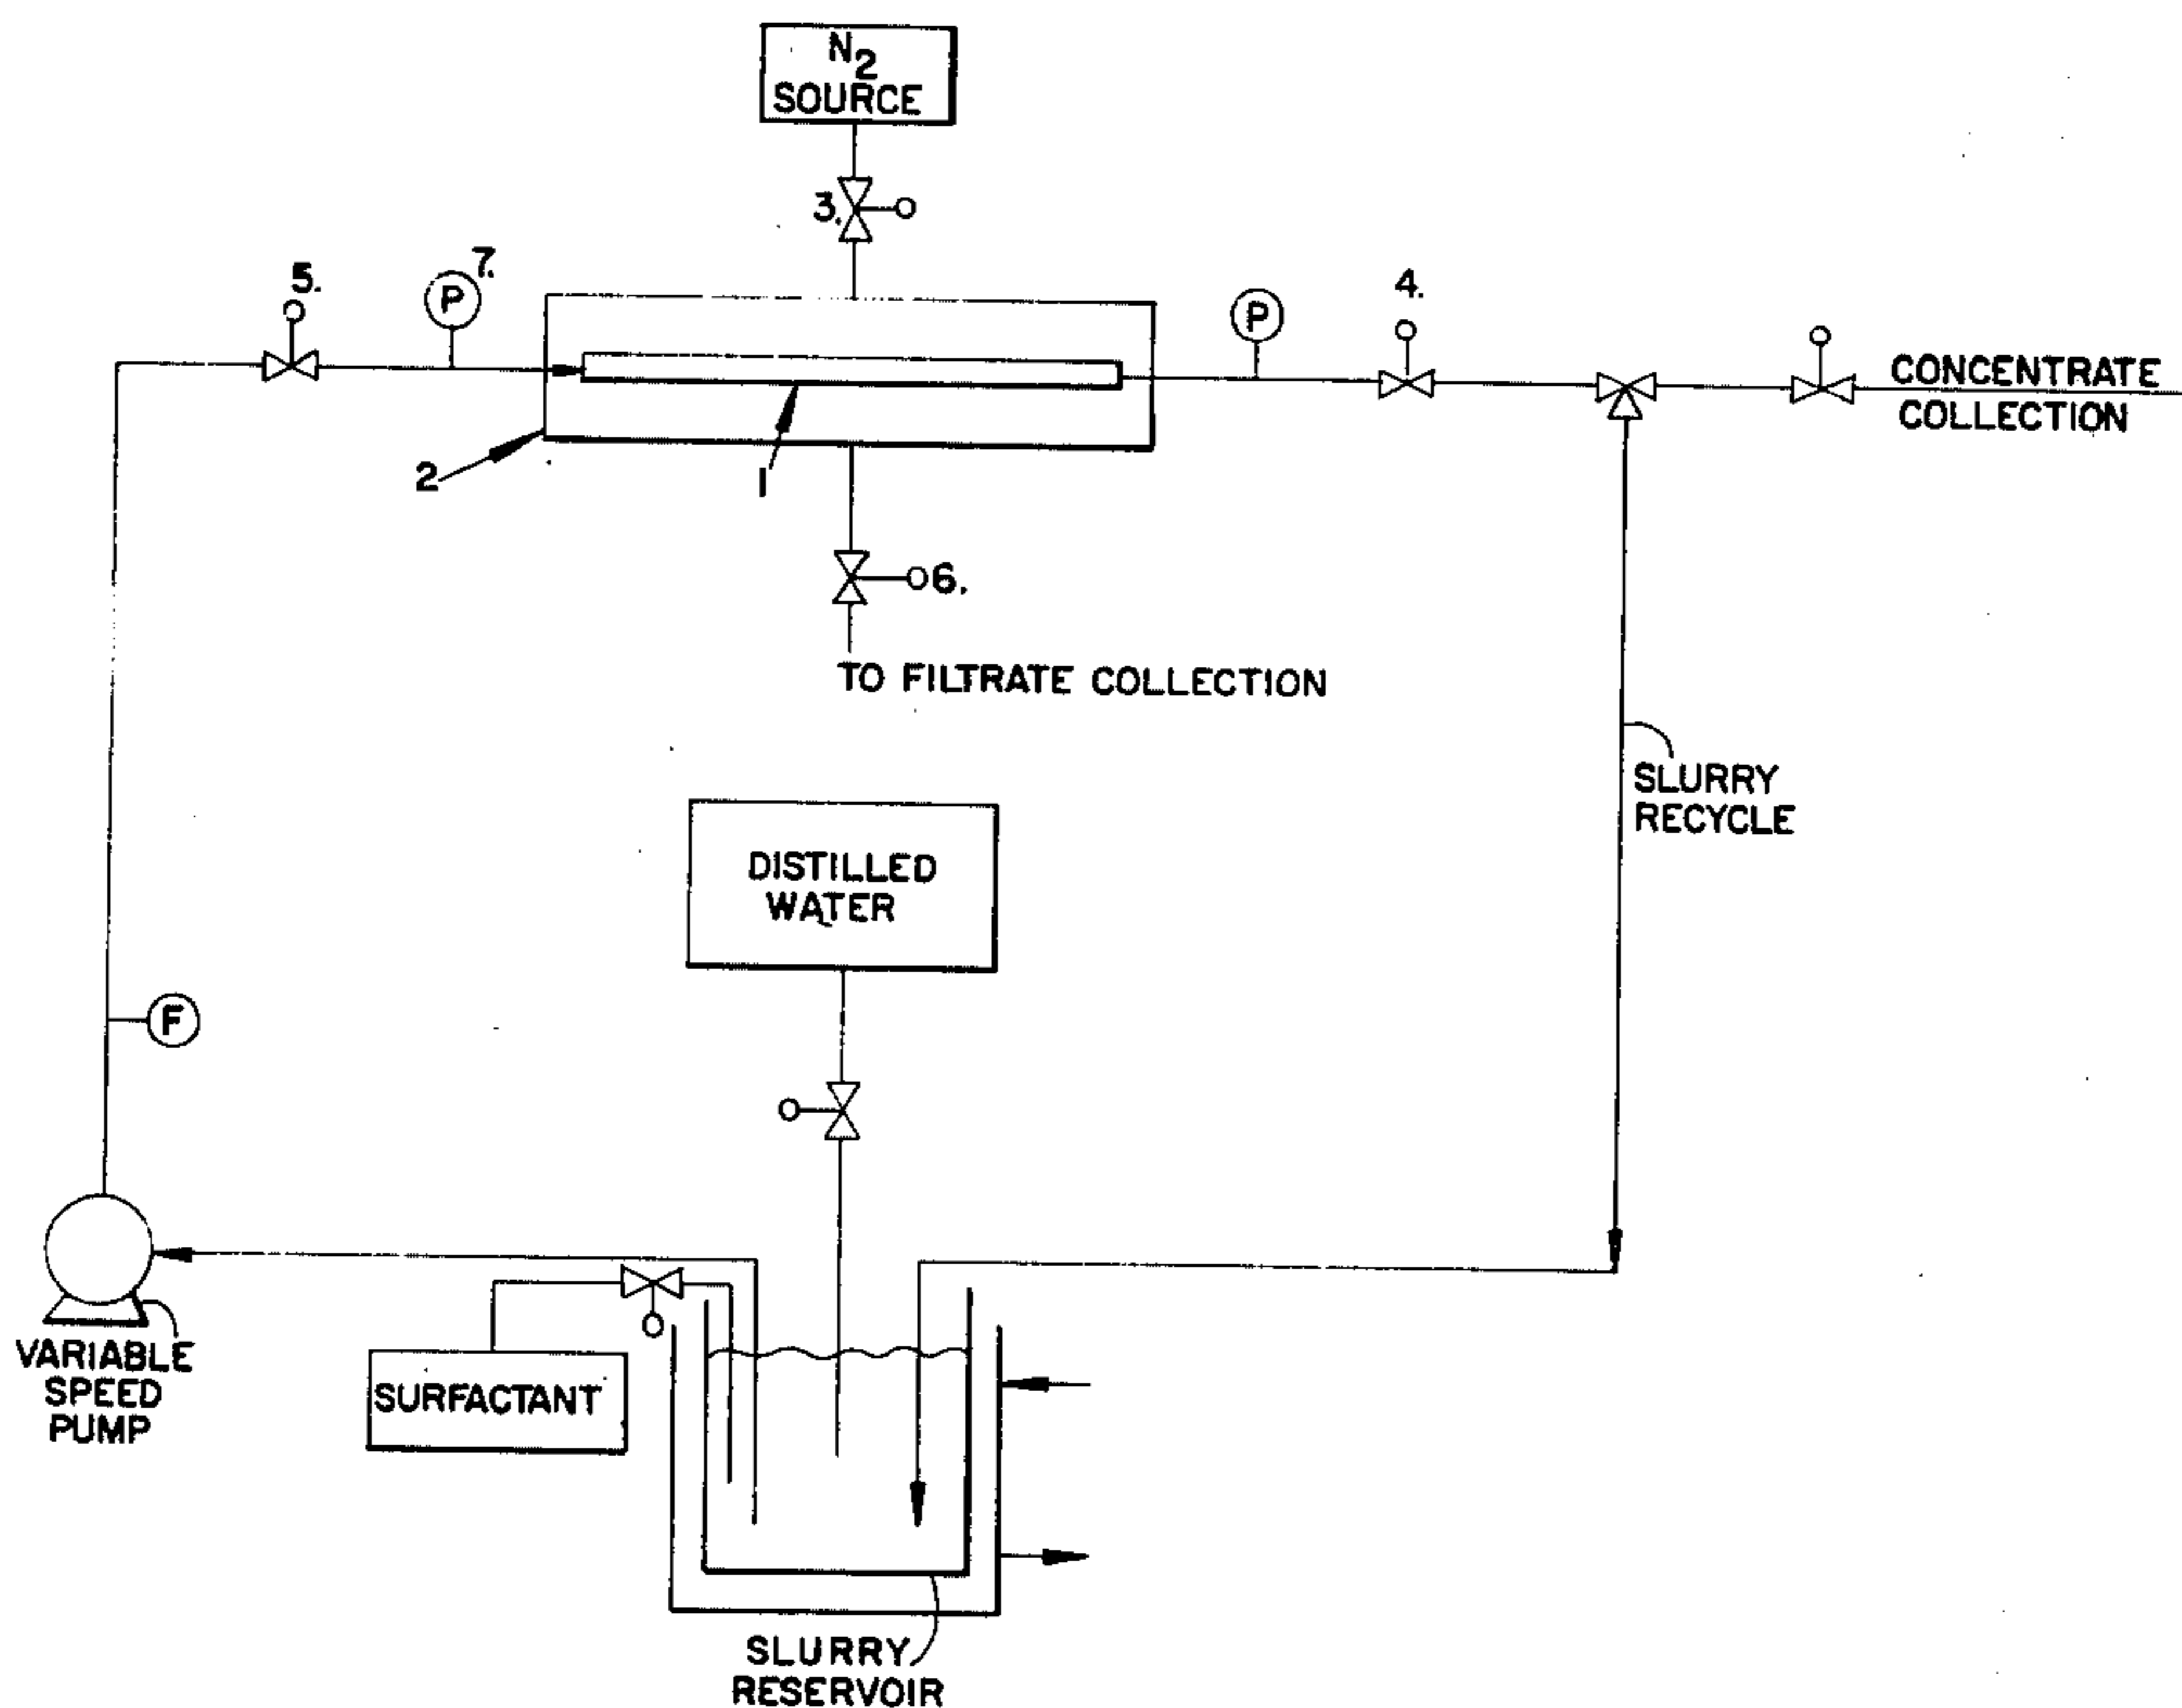 N2
SOURCE
3.
5.
7.
P
P
4.
CONCENTRATE
COLLECTION
2
1
6.
TO FILTRATE COLLECTION
SLURRY
RECYCLE
DISTILLED
WATER
F
VARIABLE
SPEED
PUMP
SURFACTANT
SLURRY
RESERVOIR